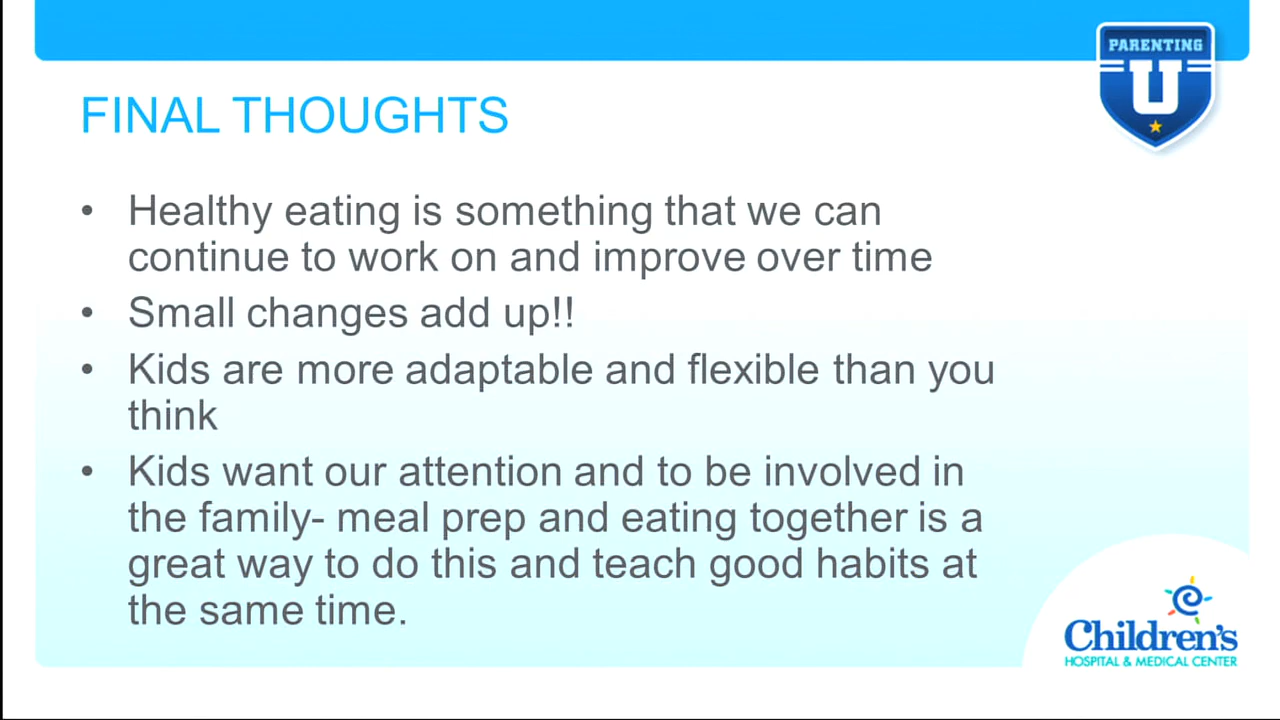 PARENTING
U
FINAL THOUGHTS
• Healthy eating is something that we can
continue to work on and improve over time
• Small changes add up!!
• Kids are more adaptable and flexible than you
think
• Kids want our attention and to be involved in
the family- meal prep and eating together is a
great way to do this and teach good habits at
the same time.
Children's
HOSPITAL & MEDICAL CENTER